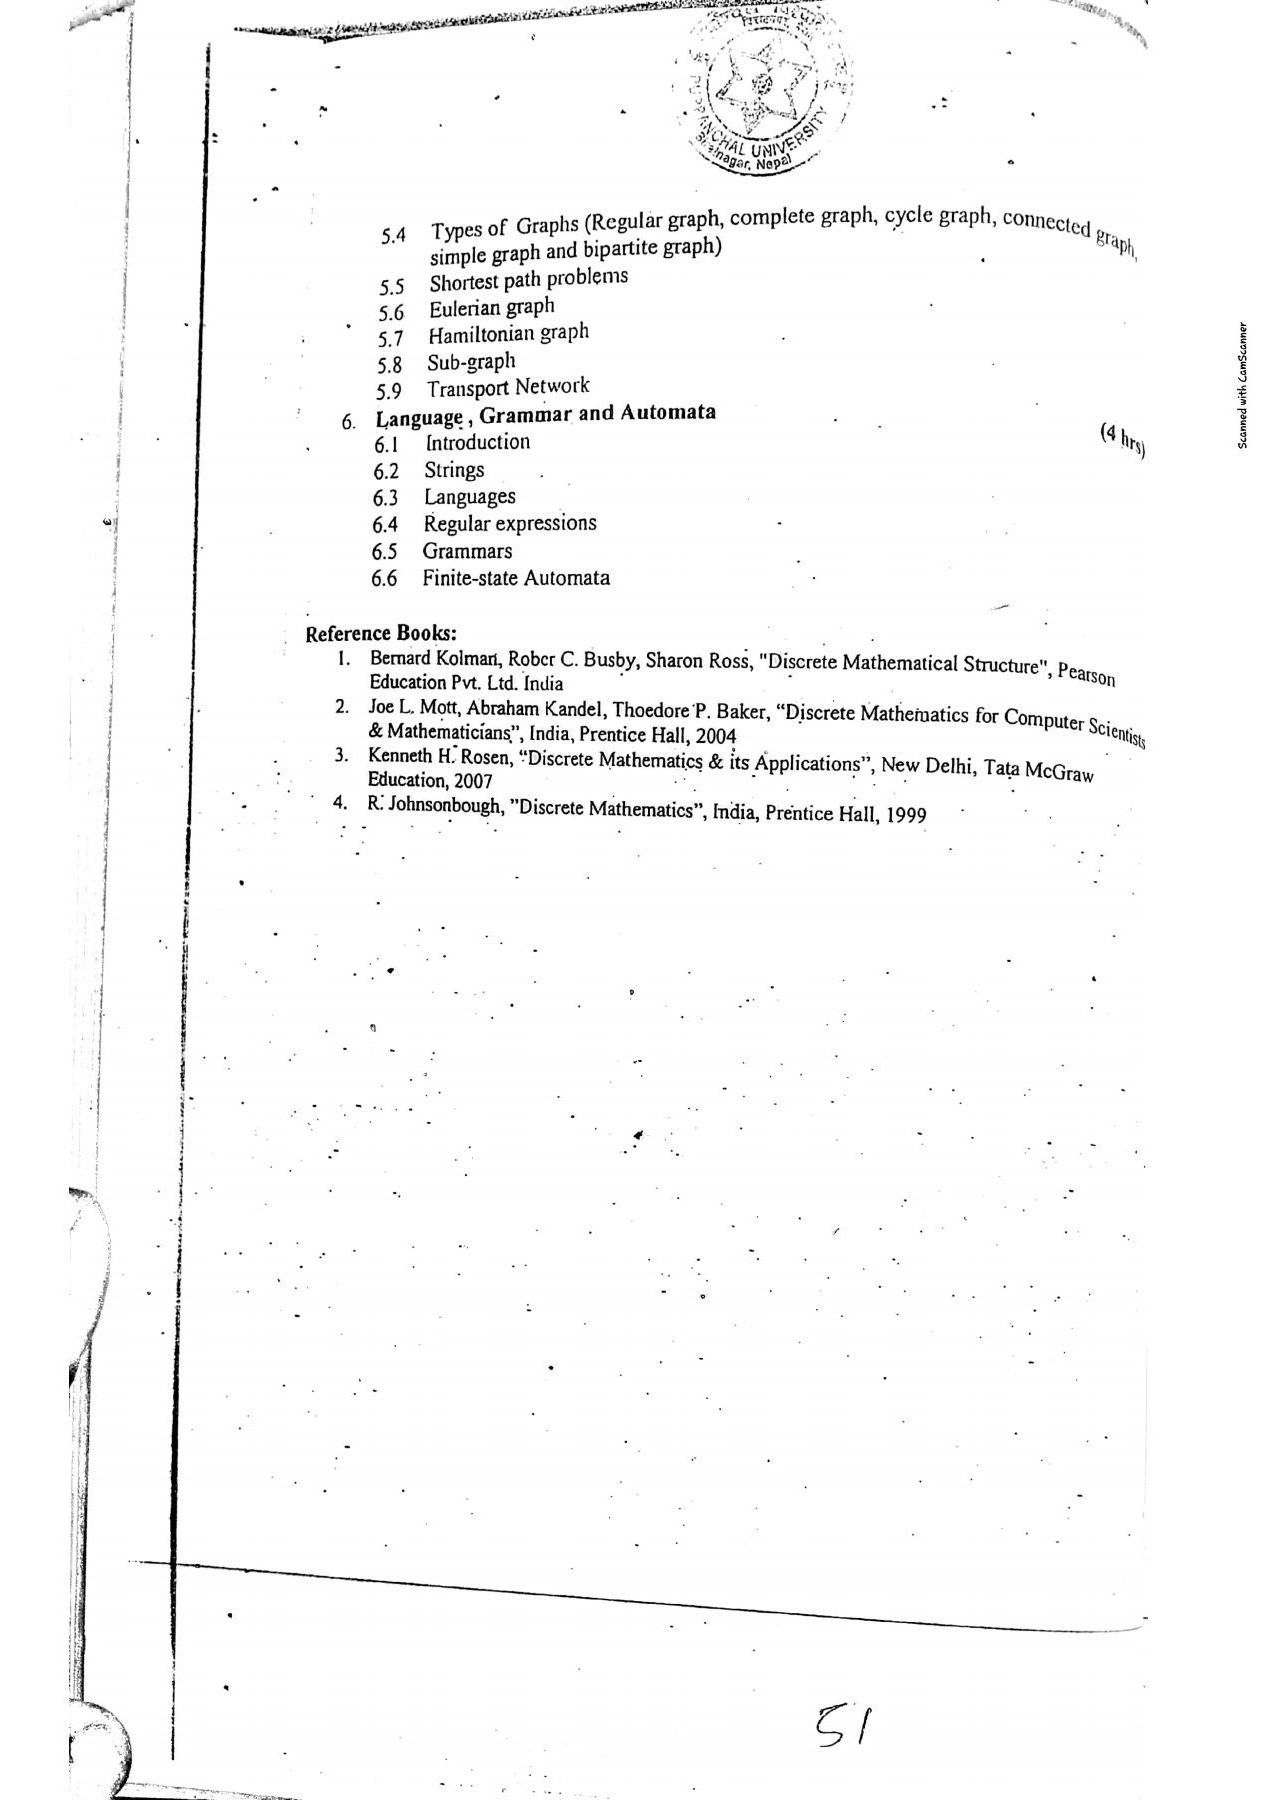 विराटनगर,
PURBANCHAL UNIVERSITY
Biratnagar, Nepal
5.4 Types of Graphs (Regular graph, complete graph, cycle graph, connected graph,
simple graph and bipartite graph)
5.5 Shortest path problems
5.6 Eulerian graph
5.7 Hamiltonian graph
5.8 Sub-graph
5.9 Transport Network
6. Language, Grammar and Automata (4 hrs)
6.1 Introduction
6.2 Strings
6.3 Languages
6.4 Regular expressions
6.5 Grammars
6.6 Finite-state Automata
Reference Books:
1. Bernard Kolman, Rober C. Busby, Sharon Ross, "Discrete Mathematical Structure", Pearson
Education Pvt. Ltd. India
2. Joe L. Mott, Abraham Kandel, Thoedore P. Baker, “Discrete Mathematics for Computer Scientists
& Mathematicians”, India, Prentice Hall, 2004
3. Kenneth H. Rosen, “Discrete Mathematics & its Applications”, New Delhi, Tata McGraw
Education, 2007
4. R. Johnsonbough, ”Discrete Mathematics”, India, Prentice Hall, 1999
51
Scanned with CamScanner